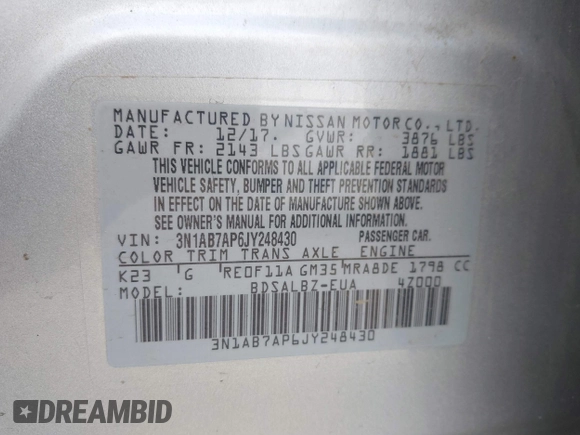 MANUFACTURED BY NISSAN MOTOR CO., LTD.
DATE: 12/17. GVWR: 3876 LBS
GAWR FR: 2143 LBS GAWR RR: 1881 LBS
THIS VEHICLE CONFORMS TO ALL APPLICABLE FEDERAL MOTOR
VEHICLE SAFETY, BUMPER AND THEFT PREVENTION STANDARDS
IN EFFECT ON THE DATE OF MANUFACTURE SHOWN ABOVE.
SEE OWNER'S MANUAL FOR ADDITIONAL INFORMATION.
VIN: 3N1AB7AP6JY248430 PASSENGER CAR.
COLOR TRIM TRANS AXLE ENGINE
K23 G RE0F11A GM35 MRA8DE 1798 CC
MODEL: BDSALBZ-EUA 4Z000
3N1AB7AP6JY248430
DREAMBID